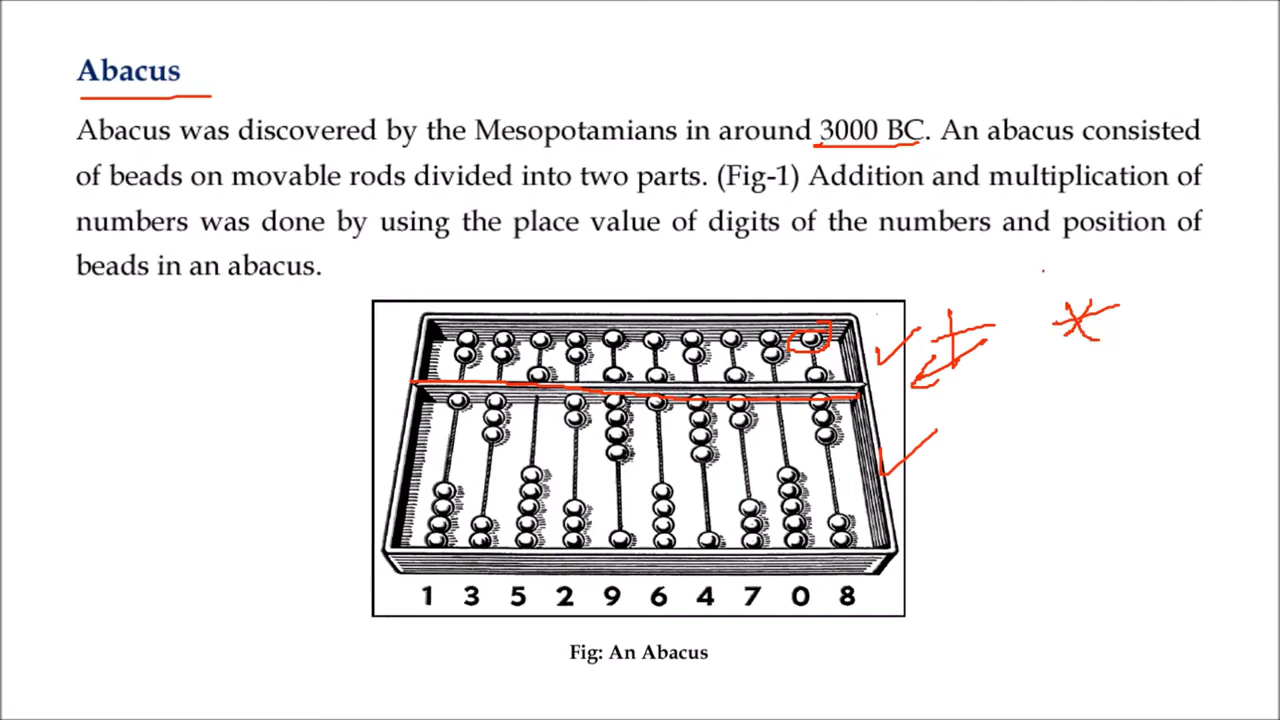 Abacus
Abacus was discovered by the Mesopotamians in around 3000 BC. An abacus consisted
of beads on movable rods divided into two parts. (Fig-1) Addition and multiplication of
numbers was done by using the place value of digits of the numbers and position of
beads in an abacus.
+ *
1 3 5 2 9 6 4 7 0 8
Fig: An Abacus